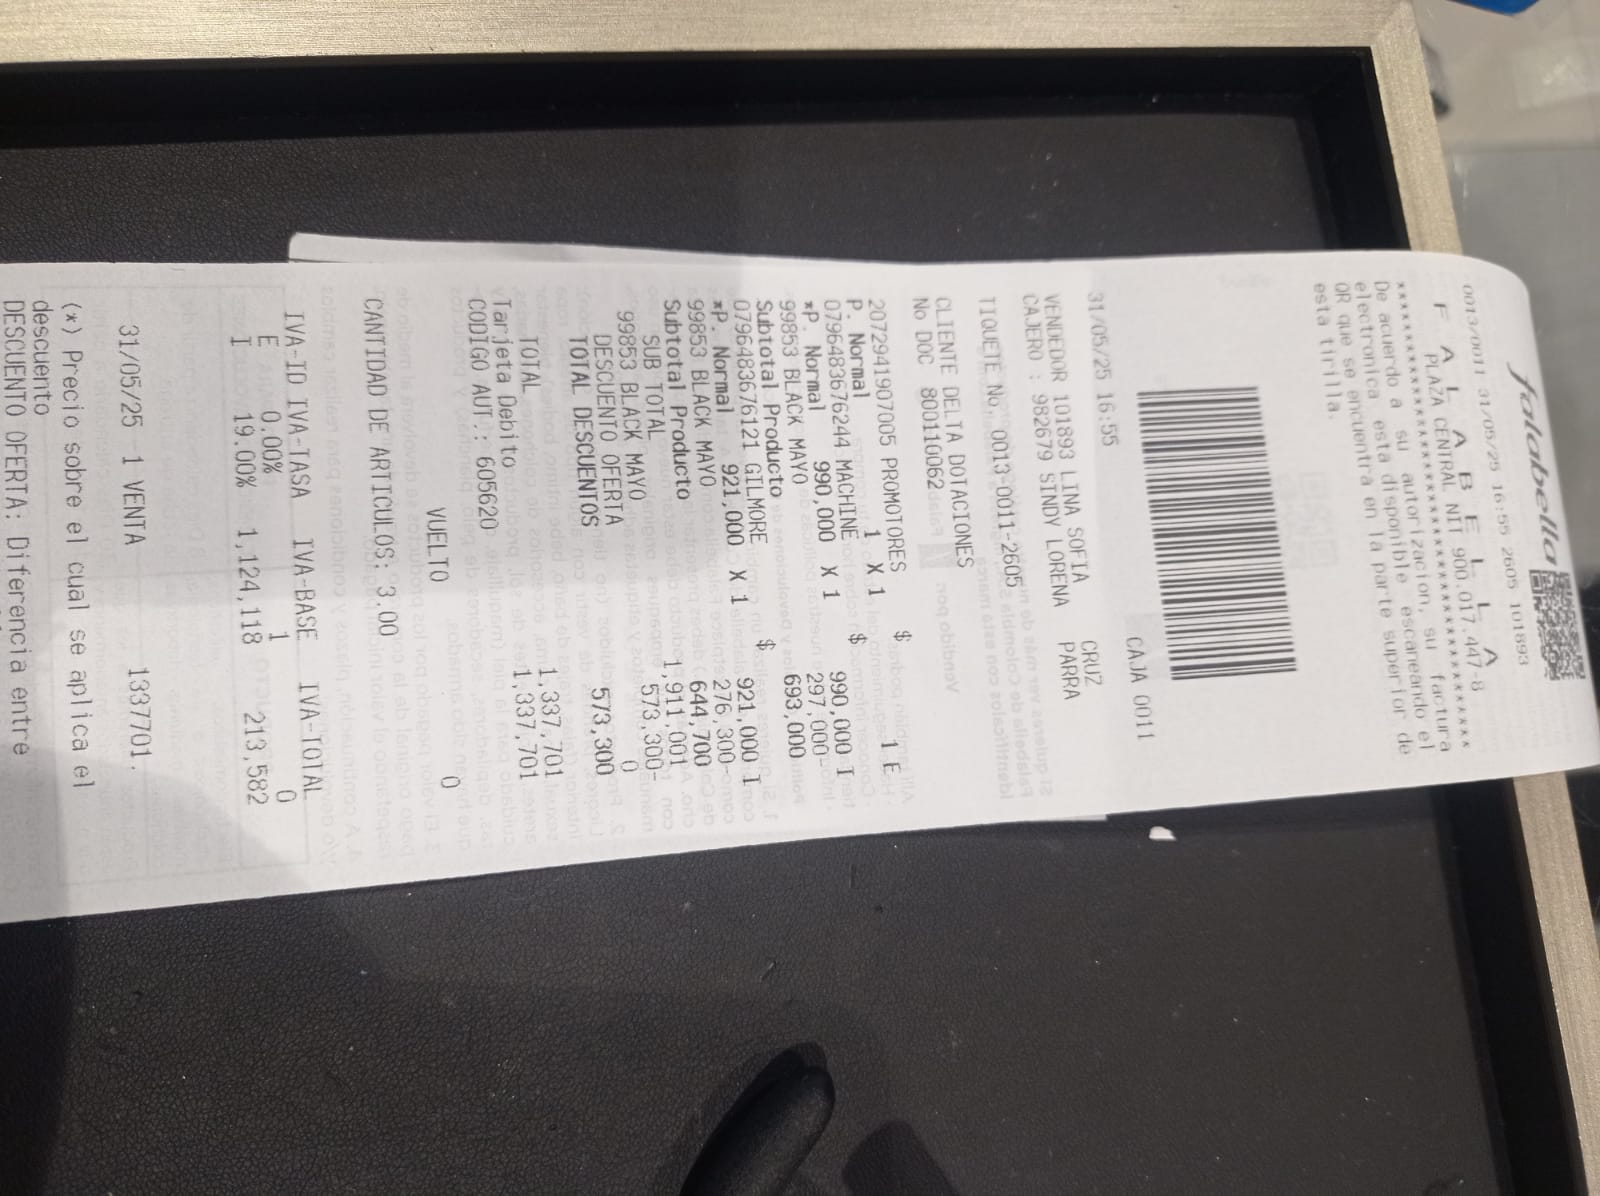 falabella
0013/0011 31/05/25 16:55 2605 101893
F A L A B E L L A
PLAZA CENTRAL NIT 900.017.447-8
****************************************
De acuerdo a su autorizacion, su factura
electronica esta disponible escaneando el
QR que se encuentra en la parte superior de
esta tirilla.
CAJA 0011
31/05/25 16:55
VENDEDOR 101893 LINA SOFIA CRUZ
CAJERO : 982679 SINDY LORENA PARRA
TIQUETE No. 0013-0011-2605
CLIENTE DELTA DOTACIONES
No DOC 800110062
2072941907005 PROMOTORES $ 1 E
P. Normal 1 X 1
0796483676244 MACHINE $ 990,000 I
*P. Normal 990,000 X 1
99853 BLACK MAYO 297,000-
Subtotal Producto 693,000
0796483676121 GILMORE $ 921,000 I
*P. Normal 921,000 X 1
99853 BLACK MAYO 276,300-
Subtotal Producto 644,700
SUB TOTAL 1,911,001
99853 BLACK MAYO 573,300-
DESCUENTO OFERTA 0
TOTAL DESCUENTOS 573,300
TOTAL 1,337,701
Tarjeta Debito 1,337,701
CODIGO AUT.: 605620
VUELTO 0
CANTIDAD DE ARTICULOS: 3.00
IVA-ID IVA-TASA IVA-BASE IVA-TOTAL
E 0.00% 1 0
I 19.00% 1,124,118 213,582
31/05/25 1 VENTA 1337701.
(*) Precio sobre el cual se aplica el
descuento
DESCUENTO OFERTA: Diferencia entre